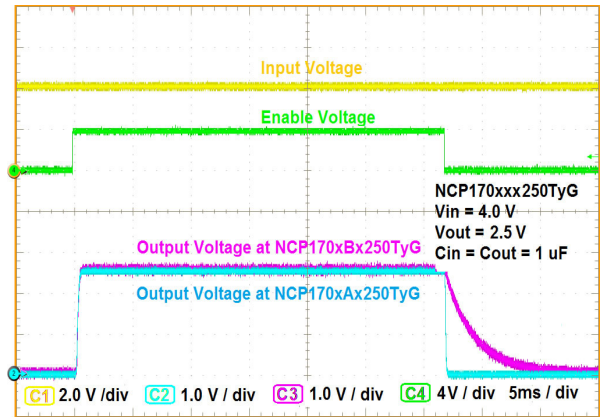 Input Voltage
Enable Voltage
NCP170xxx250TyG
Vin = 4.0 V
Vout = 2.5 V
Cin = Cout = 1 uF
Output Voltage at NCP170xBx250TyG
Output Voltage at NCP170xAx250TyG
C1 2.0 V / div C2 1.0 V / div C3 1.0 V / div C4 4V / div 5ms / div